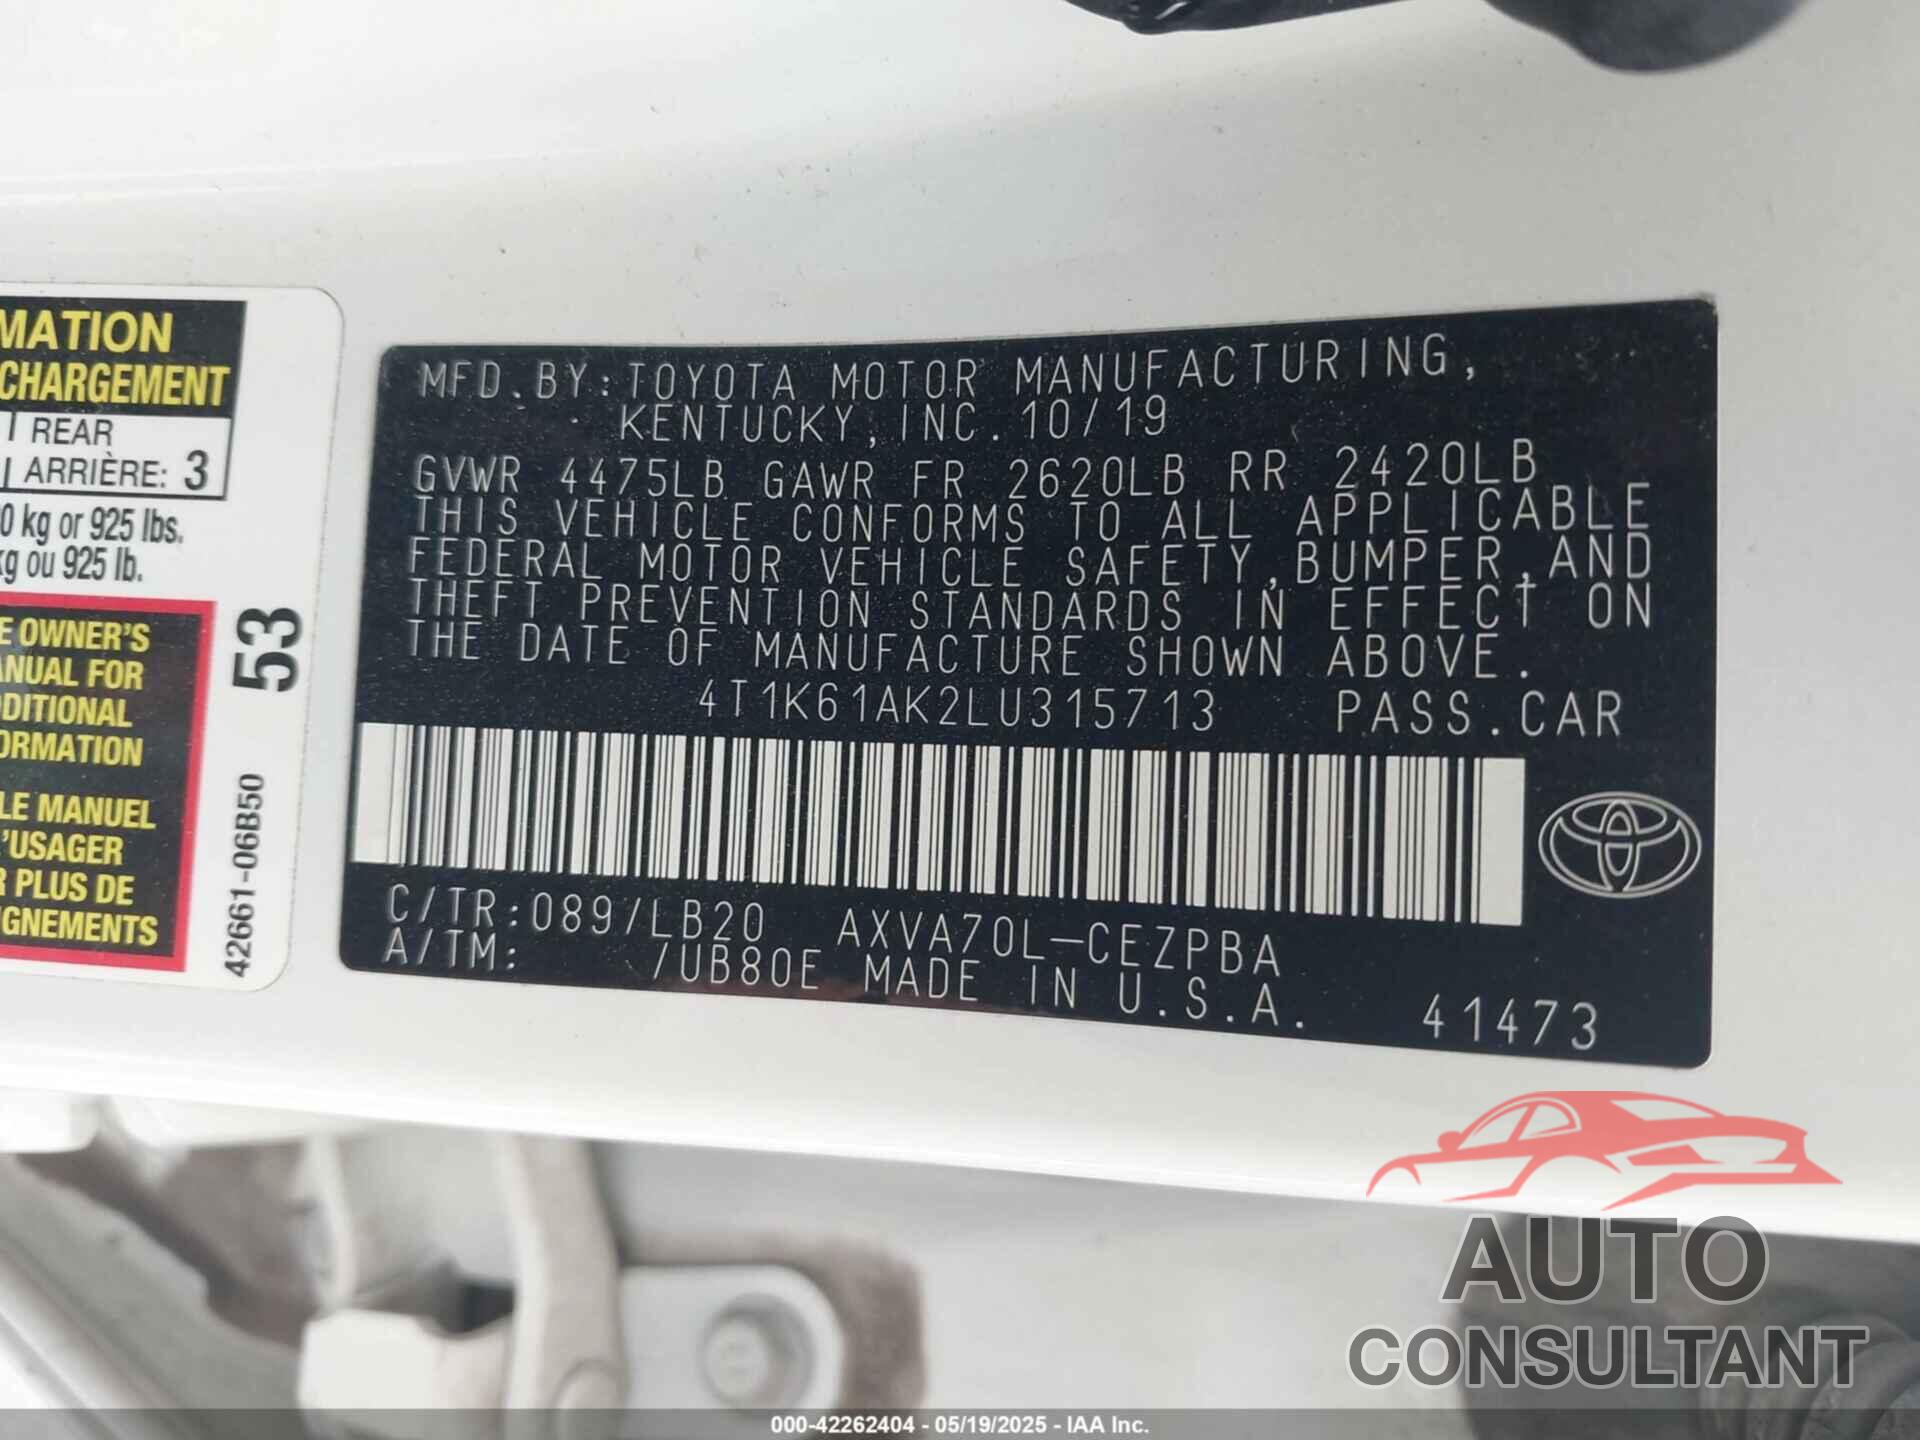 MATION
CHARGEMENT
REAR
ARRIÈRE: 3
0 kg or 925 lbs.
kg ou 925 lb.
E OWNER'S
ANUAL FOR
DDITIONAL
ORMATION
LE MANUEL
'USAGER
R PLUS DE
IGNEMENTS
53
42661-06B50
MFD.BY:TOYOTA MOTOR MANUFACTURING,
KENTUCKY,INC.10/19
GVWR 4475LB GAWR FR 2620LB RR 2420LB
THIS VEHICLE CONFORMS TO ALL APPLICABLE
FEDERAL MOTOR VEHICLE SAFETY,BUMPER,AND
THEFT PREVENTION STANDARDS IN EFFECT ON
THE DATE OF MANUFACTURE SHOWN ABOVE.
4T1K61AK2LU315713 PASS.CAR
C/TR:089/LB20 AXVA70L-CEZPBA
A/TM: /UB80E MADE IN U.S.A. 41473
AUTO
CONSULTANT
000-42262404 - 05/19/2025 - IAA Inc.